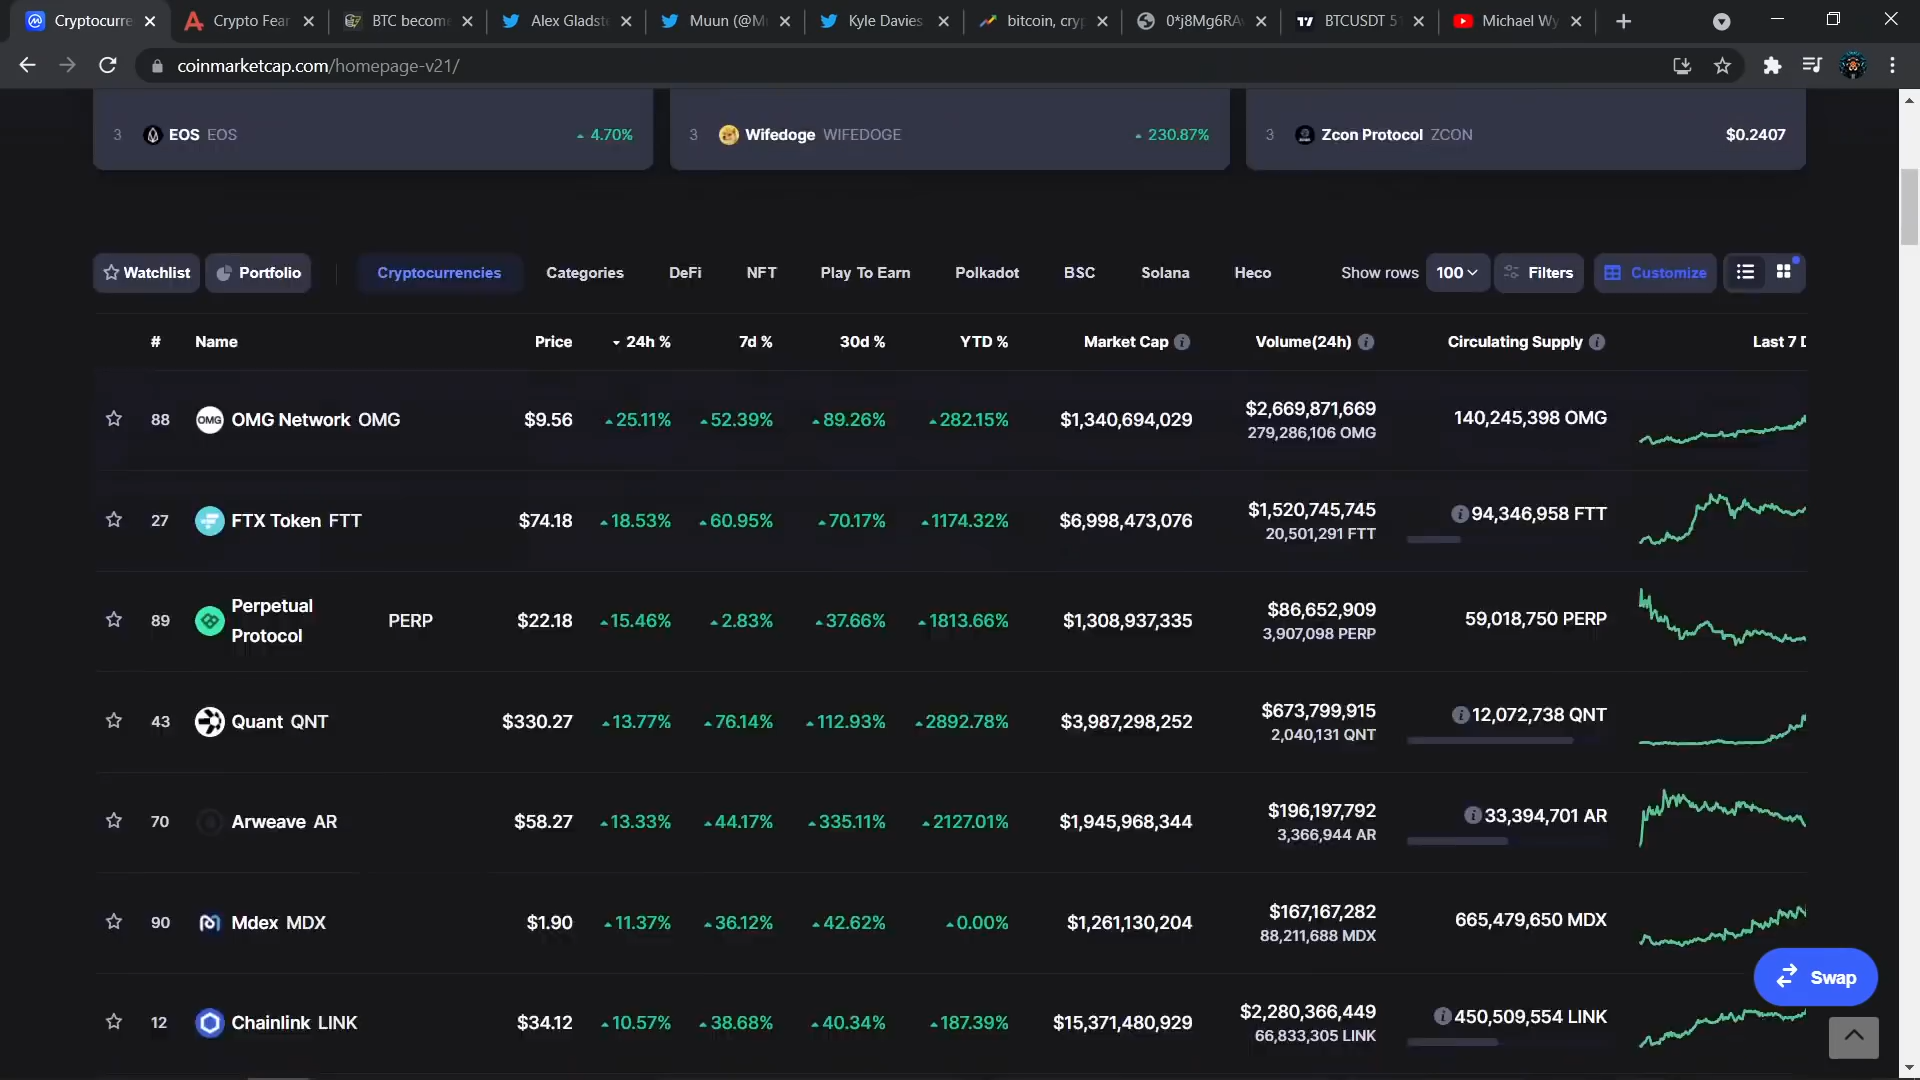 Cryptocurre
Crypto Fear
BTC becom
Alex Gladst
Muun (@M
Kyle Davies
bitcoin, cryp
0*j8Mg6RA
BTCUSDT 5
Michael Wy
coinmarketcap.com/homepage-v21/
3 EOS EOS 4.70%
3 Wifedoge WIFEDOGE 230.87%
3 Zcon Protocol ZCON $0.2407
Watchlist Portfolio Cryptocurrencies Categories DeFi NFT Play To Earn Polkadot BSC Solana Heco Show rows 100 Filters Customize
# Name Price 24h % 7d % 30d % YTD % Market Cap Volume(24h) Circulating Supply Last 7 D
88 OMG Network OMG $9.56 25.11% 52.39% 89.26% 282.15% $1,340,694,029 $2,669,871,669 140,245,398 OMG
279,286,106 OMG
27 FTX Token FTT $74.18 18.53% 60.95% 70.17% 1174.32% $6,998,473,076 $1,520,745,745 94,346,958 FTT
20,501,291 FTT
89 Perpetual Protocol PERP $22.18 15.46% 2.83% 37.66% 1813.66% $1,308,937,335 $86,652,909 59,018,750 PERP
3,907,098 PERP
43 Quant QNT $330.27 13.77% 76.14% 112.93% 2892.78% $3,987,298,252 $673,799,915 12,072,738 QNT
2,040,131 QNT
70 Arweave AR $58.27 13.33% 44.17% 335.11% 2127.01% $1,945,968,344 $196,197,792 33,394,701 AR
3,366,944 AR
90 Mdex MDX $1.90 11.37% 36.12% 42.62% 0.00% $1,261,130,204 $167,167,282 665,479,650 MDX
88,211,688 MDX
Swap
12 Chainlink LINK $34.12 10.57% 38.68% 40.34% 187.39% $15,371,480,929 $2,280,366,449 450,509,554 LINK
66,833,305 LINK